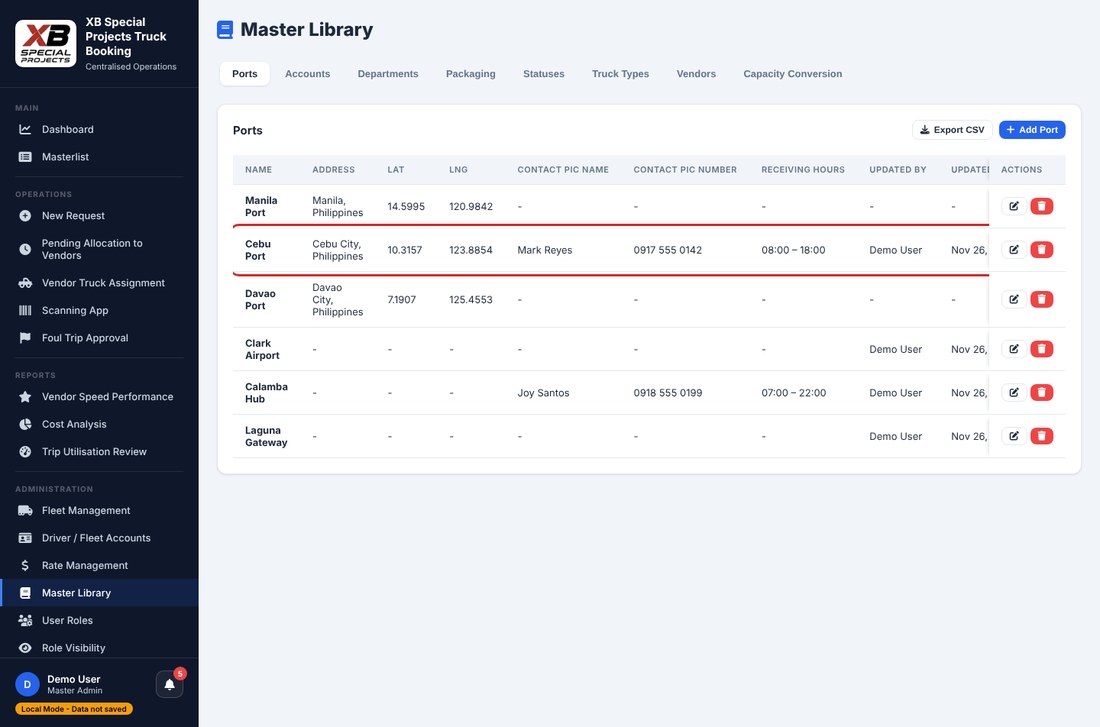 XB
SPECIAL
PROJECTS
XB Special
Projects Truck
Booking
Centralised Operations
MAIN
Dashboard
Masterlist
OPERATIONS
New Request
Pending Allocation to
Vendors
Vendor Truck Assignment
Scanning App
Foul Trip Approval
REPORTS
Vendor Speed Performance
Cost Analysis
Trip Utilisation Review
ADMINISTRATION
Fleet Management
Driver / Fleet Accounts
Rate Management
Master Library
User Roles
Role Visibility
D
Demo User
Master Admin
5
Local Mode - Data not saved
Master Library
Ports Accounts Departments Packaging Statuses Truck Types Vendors Capacity Conversion
Ports
Export CSV
Add Port
NAME ADDRESS LAT LNG CONTACT PIC NAME CONTACT PIC NUMBER RECEIVING HOURS UPDATED BY UPDATE ACTIONS
Manila
Port
Manila,
Philippines
14.5995 120.9842 - - - - -
Cebu
Port
Cebu City,
Philippines
10.3157 123.8854 Mark Reyes 0917 555 0142 08:00 – 18:00 Demo User Nov 26,
Davao
Port
Davao
City,
Philippines
7.1907 125.4553 - - - - -
Clark
Airport
- - - - - - Demo User Nov 26,
Calamba
Hub
- - - Joy Santos 0918 555 0199 07:00 – 22:00 Demo User Nov 26,
Laguna
Gateway
- - - - - - Demo User Nov 26,